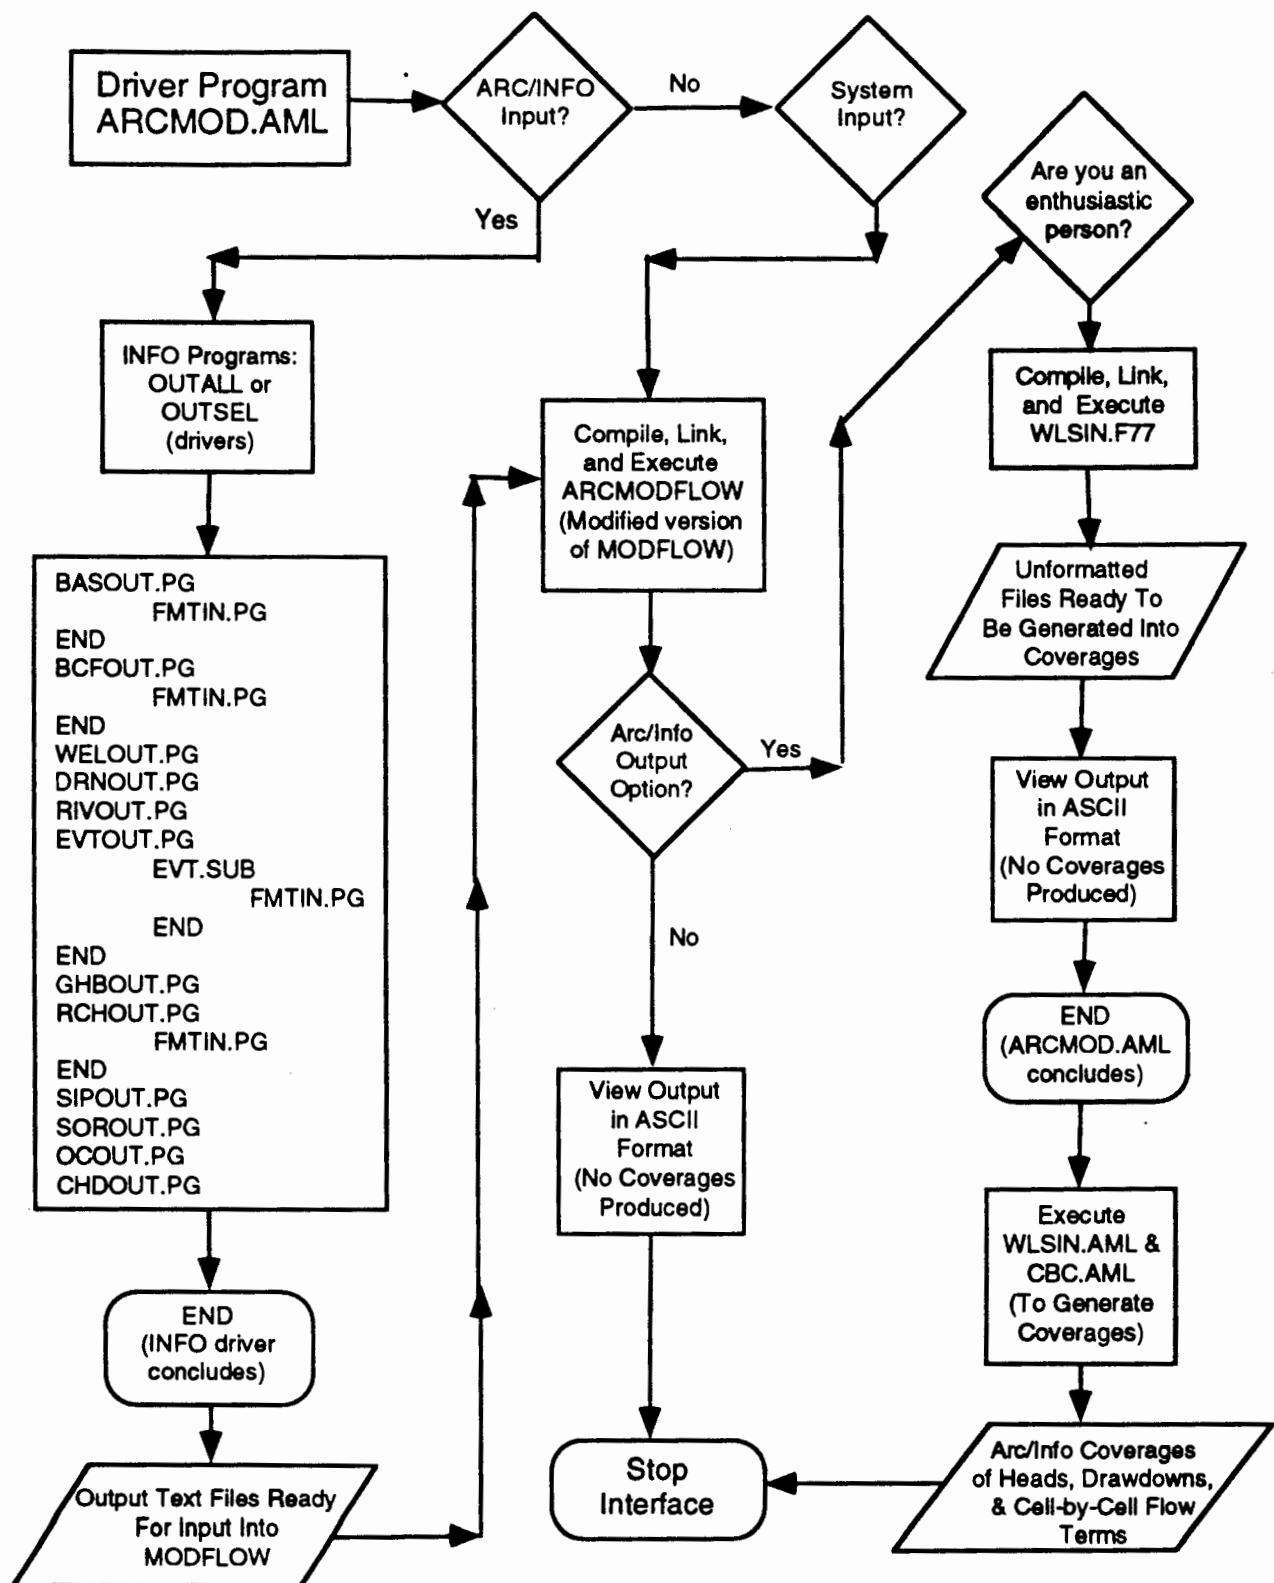 Driver Program
ARCMOD.AML
ARC/INFO
Input?
No
System
Input?
Yes
Are you an
enthusiastic
person?
INFO Programs:
OUTALL or
OUTSEL
(drivers)
Compile, Link,
and Execute
ARCMODFLOW
(Modified version
of MODFLOW)
Compile, Link,
and Execute
WLSIN.F77
BASOUT.PG
FMTIN.PG
END
BCFOUT.PG
FMTIN.PG
END
WELOUT.PG
DRNOUT.PG
RIVOUT.PG
EVTOUT.PG
EVT.SUB
FMTIN.PG
END
END
GHBOUT.PG
RCHOUT.PG
FMTIN.PG
END
SIPOUT.PG
SOROUT.PG
OCOUT.PG
CHDOUT.PG
Unformatted
Files Ready To
Be Generated Into
Coverages
Arc/Info
Output
Option?
Yes
No
View Output
in ASCII
Format
(No Coverages
Produced)
END
(ARCMOD.AML
concludes)
View Output
in ASCII
Format
(No Coverages
Produced)
Execute
WLSIN.AML &
CBC.AML
(To Generate
Coverages)
END
(INFO driver
concludes)
Output Text Files Ready
For Input Into
MODFLOW
Stop
Interface
Arc/Info Coverages
of Heads, Drawdowns,
& Cell-by-Cell Flow
Terms